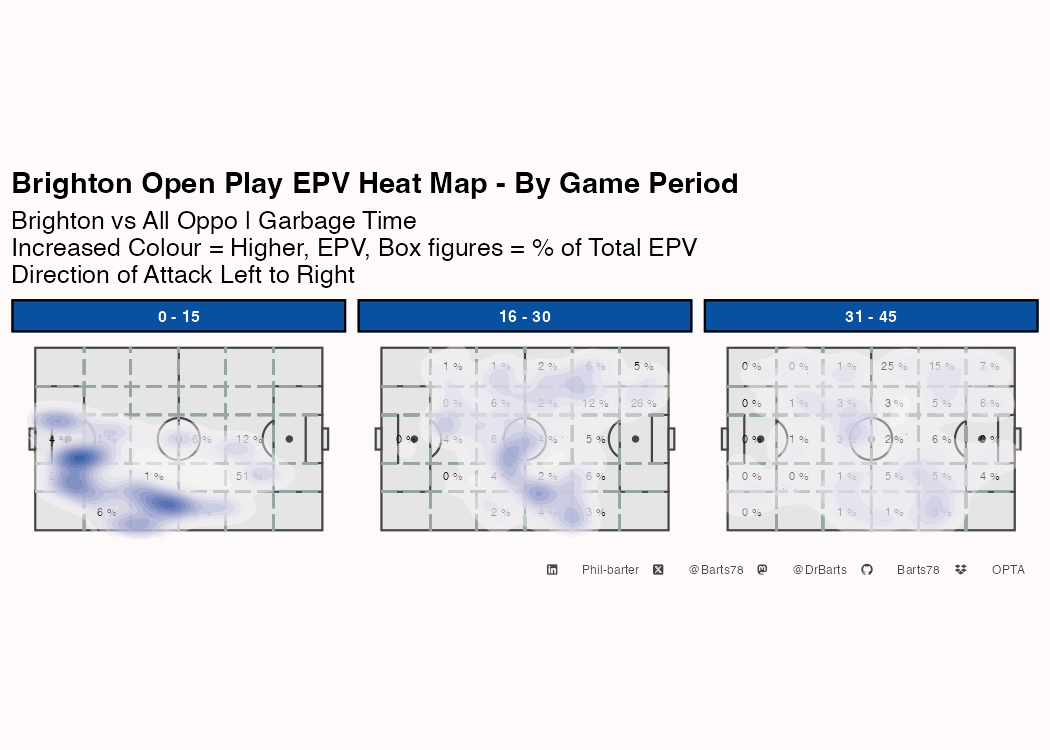 Brighton Open Play EPV Heat Map - By Game Period
Brighton vs All Oppo | Garbage Time
Increased Colour = Higher, EPV, Box figures = % of Total EPV
Direction of Attack Left to Right
0 - 15
16 - 30
31 - 45
1 % 1 % 2 % 6 % 5 %
0 % 0 % 1 % 25 % 15 % 7 %
0 % 6 % 2 % 12 % 26 %
0 % 1 % 3 % 3 % 5 % 6 %
4 % 1 % 6 % 12 %
0 % 4 % 6 % 4 % 5 %
0 % 1 % 3 % 2 % 6 %
1 % 51 %
0 % 4 2 % 6 %
0 % 0 % 1 % 5 % 5 % 4 %
6 %
2 % 4 % 3 %
0 % 1 % 1 % 3 %
Phil-barter @Barts78 @DrBarts Barts78 OPTA